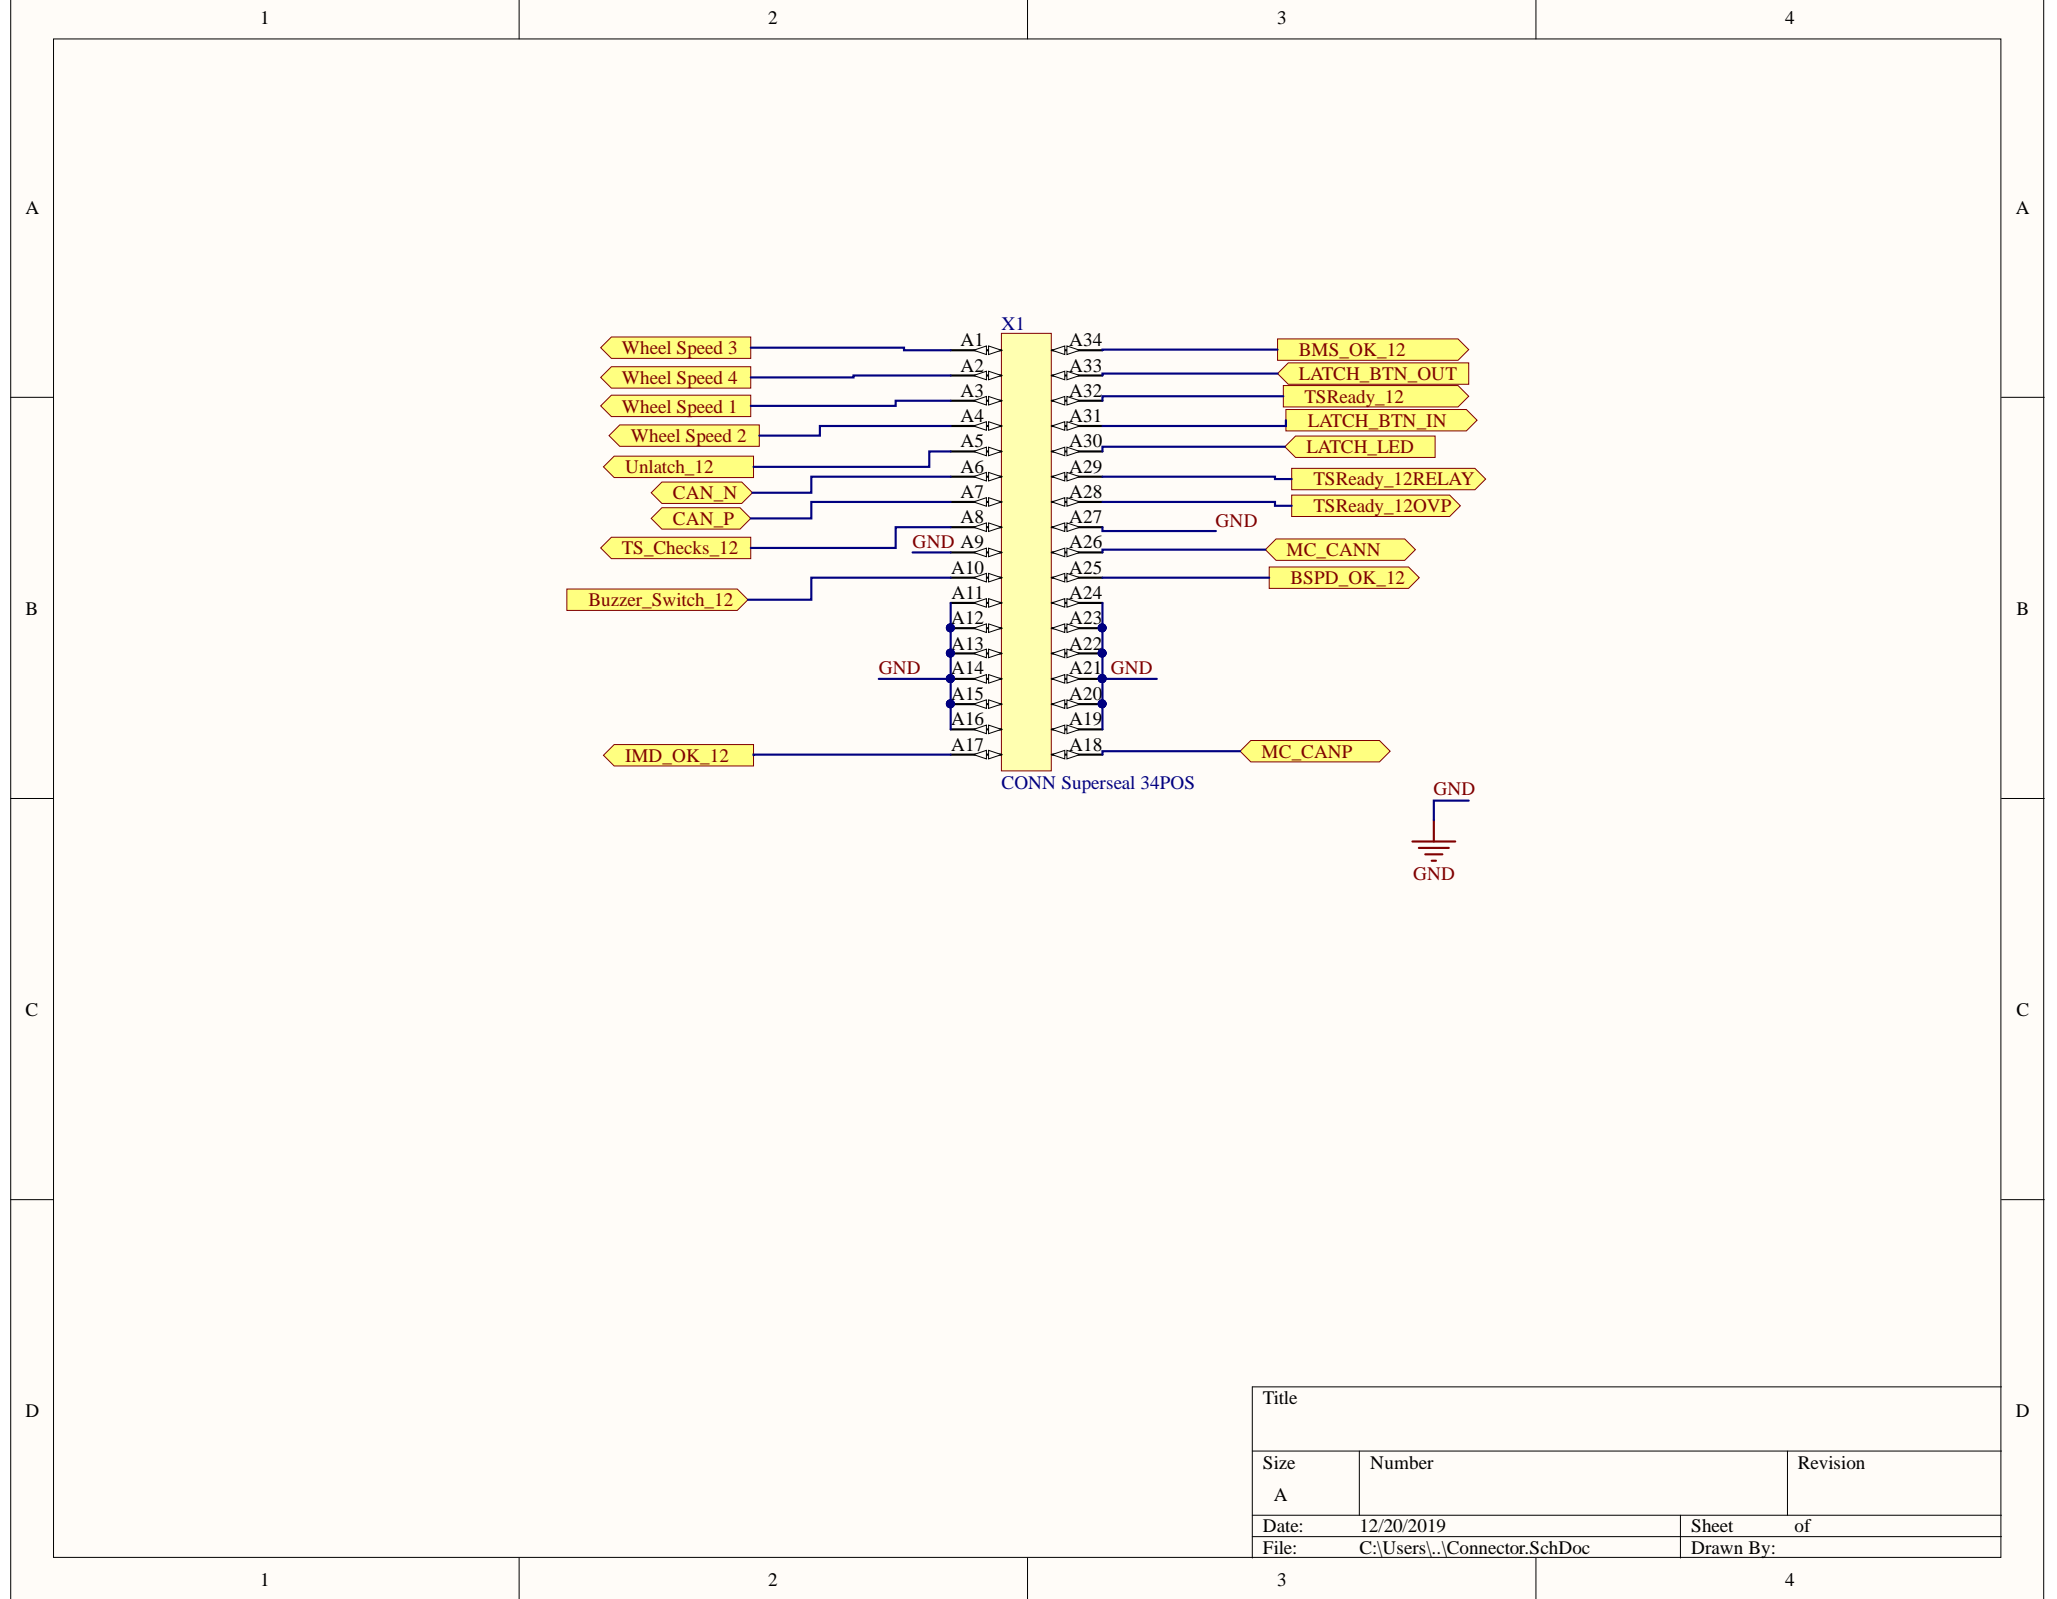 1 2 3 4
A A
B B
C C
D D
X1
Wheel Speed 3 A1 A34 BMS_OK_12
Wheel Speed 4 A2 A33 LATCH_BTN_OUT
Wheel Speed 1 A3 A32 TSReady_12
Wheel Speed 2 A4 A31 LATCH_BTN_IN
Unlatch_12 A5 A30 LATCH_LED
CAN_N A6 A29 TSReady_12RELAY
CAN_P A7 A28 TSReady_12OVP
TS_Checks_12 A8 A27 GND
GND A9 A26 MC_CANN
Buzzer_Switch_12 A10 A25 BSPD_OK_12
A11 A24
A12 A23
A13 A22
GND A14 A21 GND
A15 A20
A16 A19
IMD_OK_12 A17 A18 MC_CANP
CONN Superseal 34POS
GND
GND
Title
Size Number Revision
A
Date: 12/20/2019 Sheet of
File: C:\Users\..\Connector.SchDoc Drawn By:
1 2 3 4